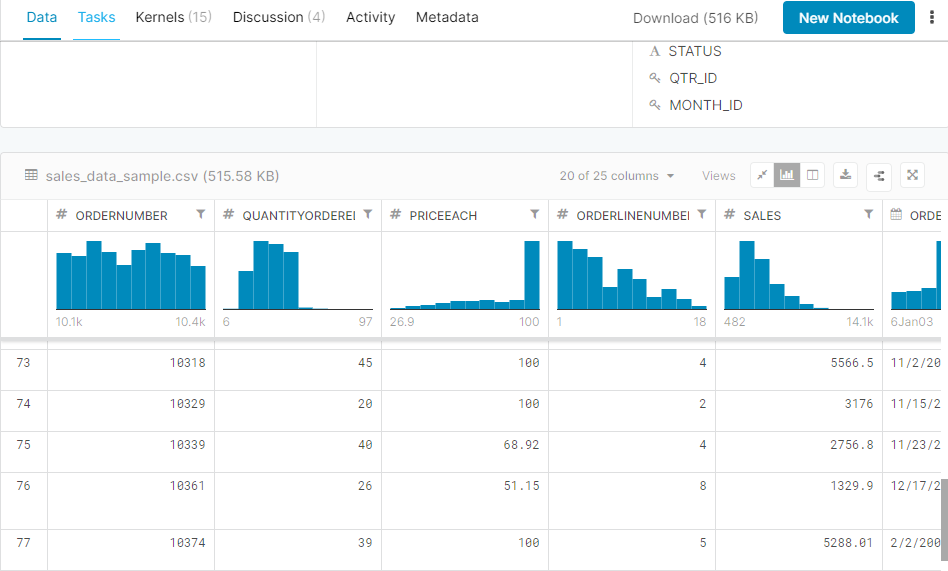 Data Tasks Kernels (15) Discussion (4) Activity Metadata Download (516 KB) New Notebook
A STATUS
QTR_ID
MONTH_ID
sales_data_sample.csv (515.58 KB) 20 of 25 columns Views
# ORDERNUMBER # QUANTITYORDEREI # PRICEEACH # ORDERLINENUMBEI # SALES ORDE
10.1k 10.4k 6 97 26.9 100 1 18 482 14.1k 6Jan03
73 10318 45 100 4 5566.5 11/2/20
74 10329 20 100 2 3176 11/15/2
75 10339 40 68.92 4 2756.8 11/23/2
76 10361 26 51.15 8 1329.9 12/17/2
77 10374 39 100 5 5288.01 2/2/200